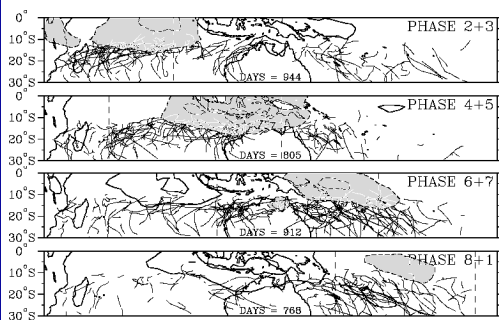 0°
10°S
20°S
30°S
PHASE 2+3
DAYS = 944
0°
10°S
20°S
30°S
PHASE 4+5
DAYS = 805
0°
10°S
20°S
30°S
PHASE 6+7
DAYS = 912
0°
10°S
20°S
30°S
PHASE 8+1
DAYS = 768